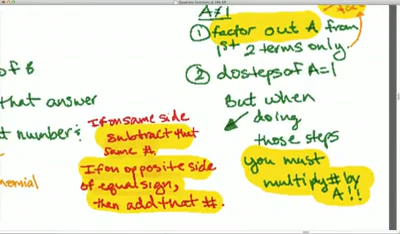 A≠1
① factor out A from
1st 2 terms only.
② do steps of A=1
But when
doing
those steps
you must
multiply # by
A!!
of 8
that answer
t number:
nomial
If on same side
subtract that
same #.
If on opposite side
of equal sign,
then add that #.